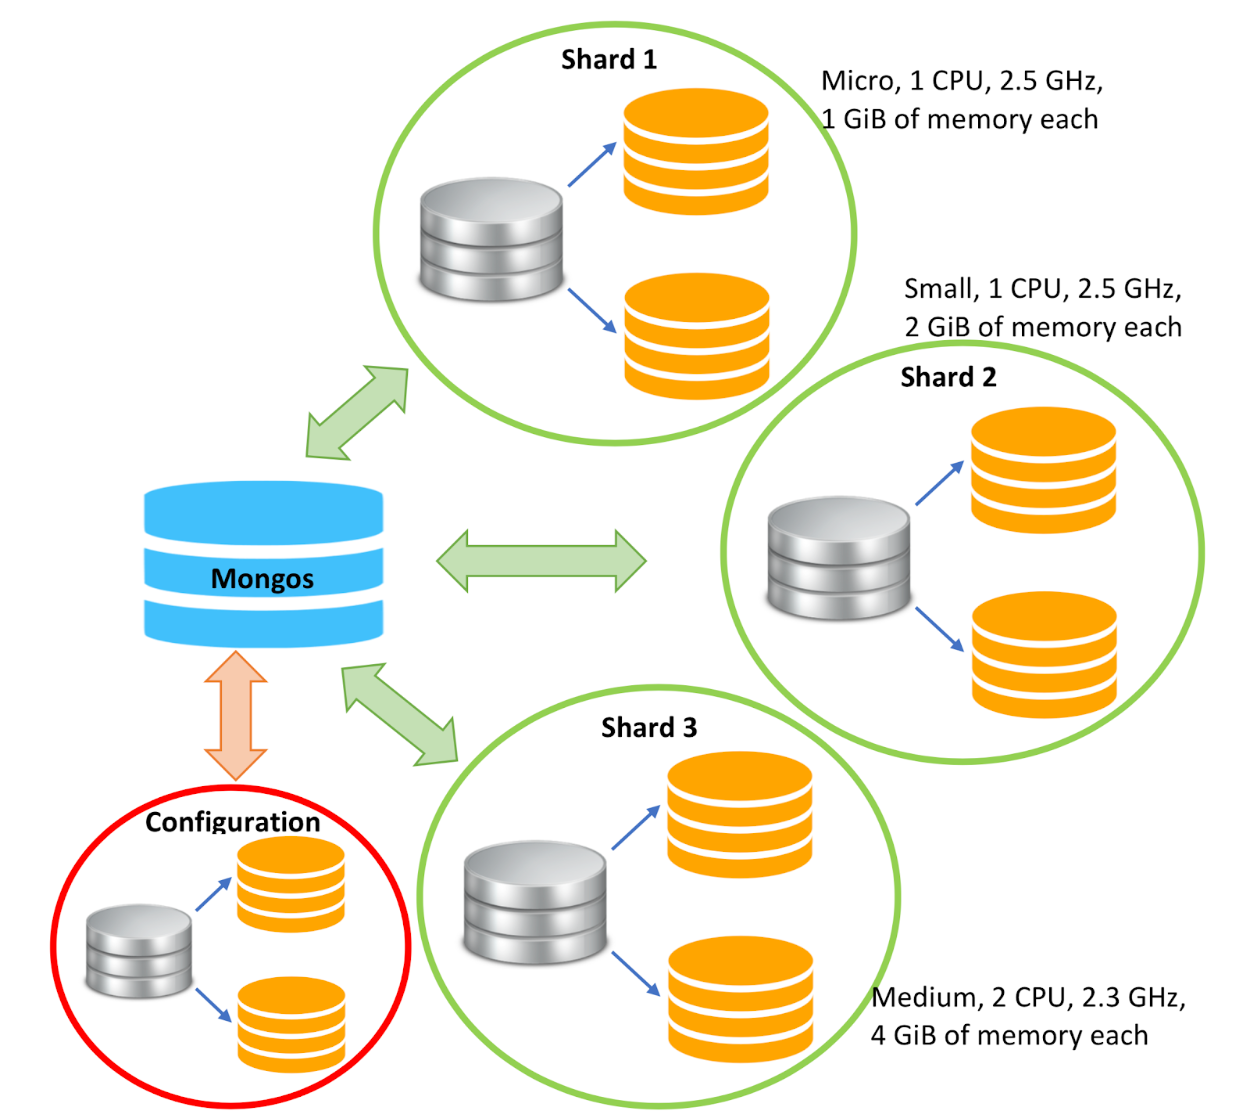 Shard 1
Micro, 1 CPU, 2.5 GHz,
1 GiB of memory each
Small, 1 CPU, 2.5 GHz,
2 GiB of memory each
Shard 2
Mongos
Shard 3
Configuration
Medium, 2 CPU, 2.3 GHz,
4 GiB of memory each